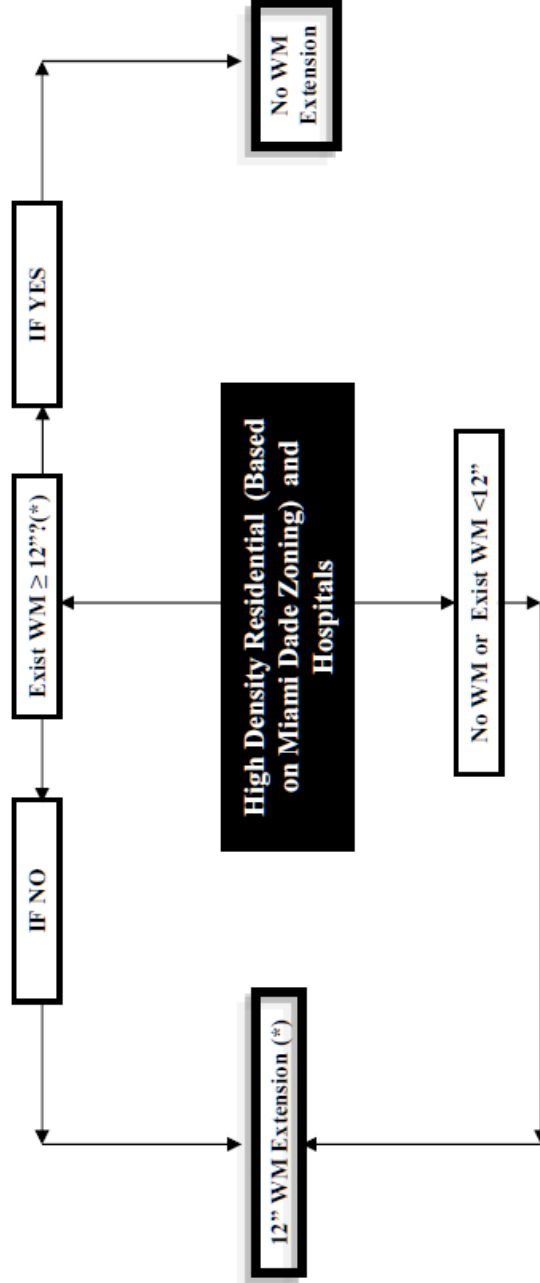 IF NO
Exist WM ≥ 12”?(*)
IF YES
12” WM Extension (*)
High Density Residential (Based
on Miami Dade Zoning) and
Hospitals
No WM
Extension
No WM or Exist WM <12”